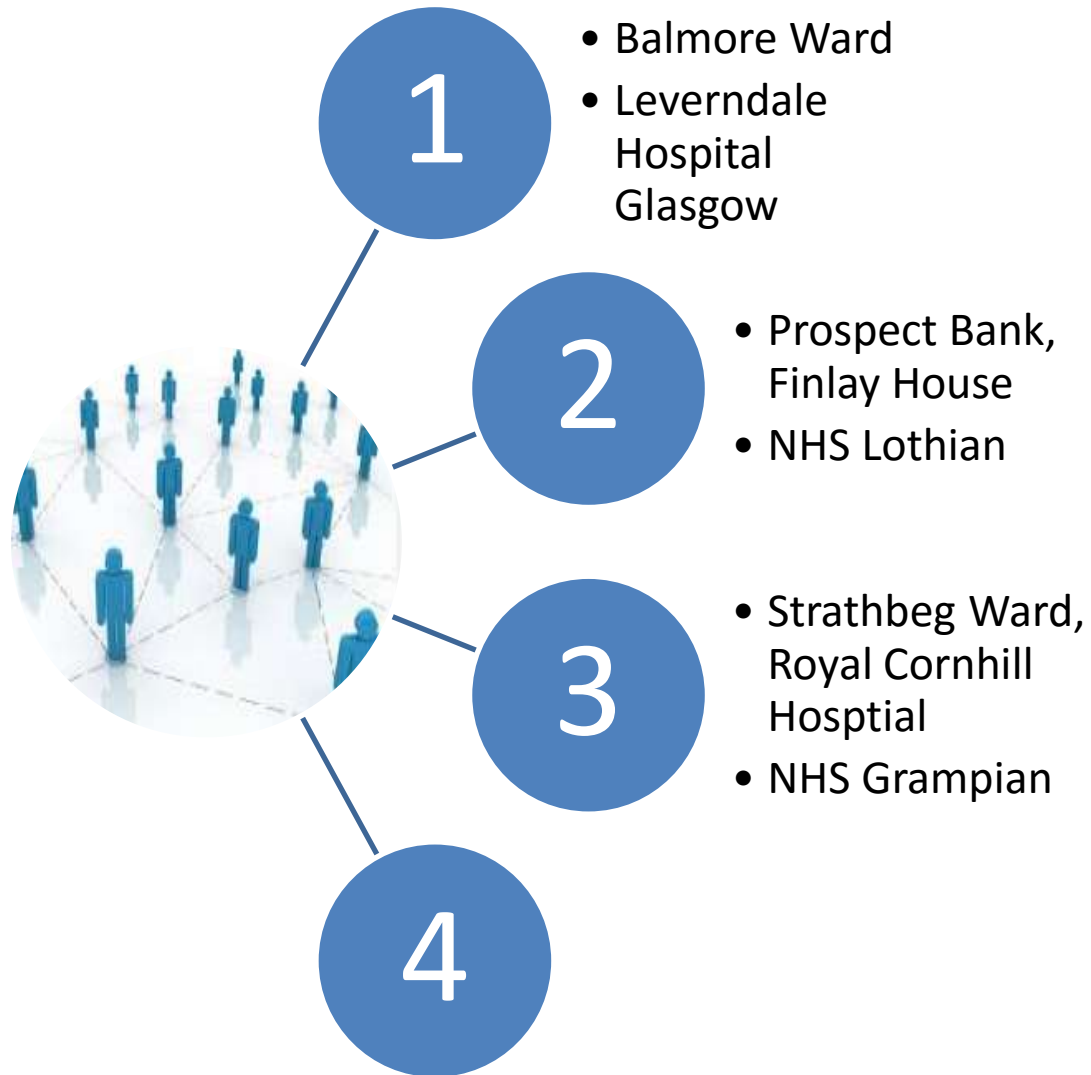 1
• Balmore Ward
• Leverndale
Hospital
Glasgow
2
• Prospect Bank,
Finlay House
• NHS Lothian
3
• Strathbeg Ward,
Royal Cornhill
Hosptial
• NHS Grampian
4